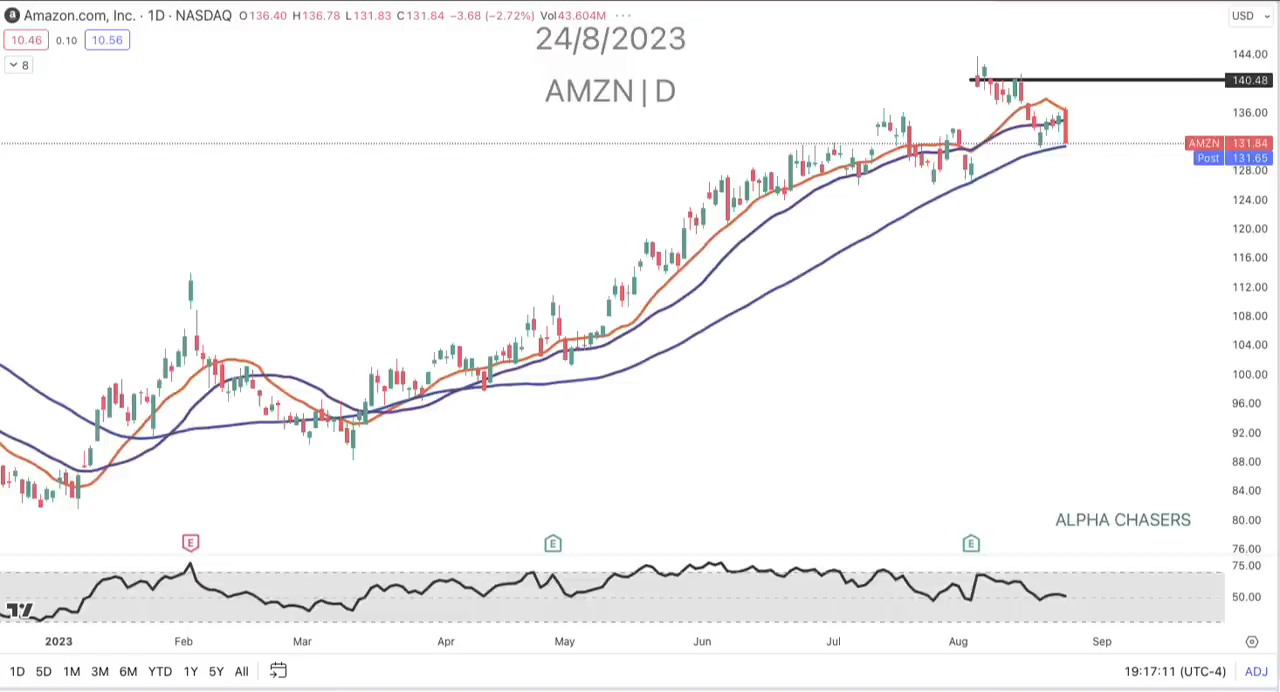 Amazon.com, Inc. · 1D · NASDAQ O136.40 H136.78 L131.83 C131.84 −3.68 (−2.72%) Vol43.604M ···
USD
10.46 0.10 10.56
8
24/8/2023
AMZN | D
144.00
140.48
136.00
AMZN 131.84
Post 131.65
128.00
124.00
120.00
116.00
112.00
108.00
104.00
100.00
96.00
92.00
88.00
84.00
80.00
ALPHA CHASERS
76.00
E E E
75.00
50.00
2023 Feb Mar Apr May Jun Jul Aug Sep
1D 5D 1M 3M 6M YTD 1Y 5Y All 19:17:11 (UTC-4) ADJ